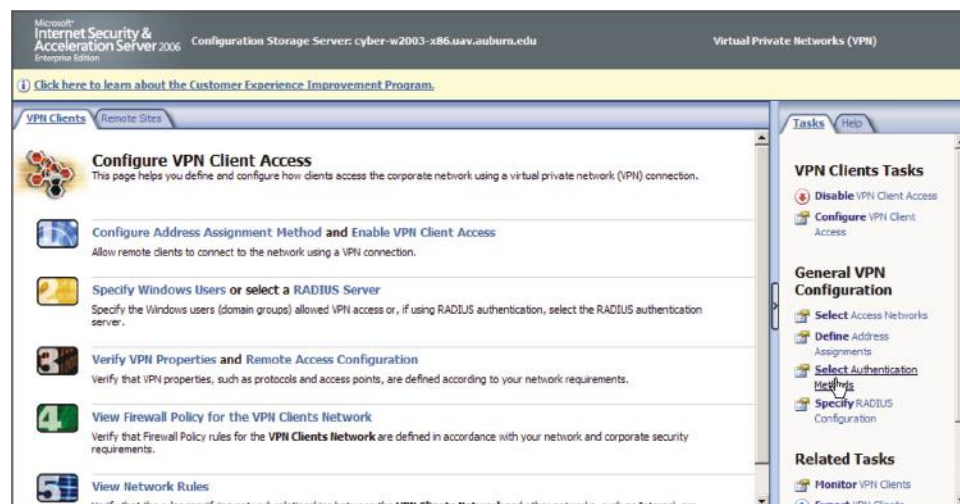 Microsoft®
Internet Security &
Acceleration Server 2006
Enterprise Edition
Configuration Storage Server: cyber-w2003-x86.uav.auburn.edu
Virtual Private Networks (VPN)
Click here to learn about the Customer Experience Improvement Program.
VPN Clients
Remote Sites
Configure VPN Client Access
This page helps you define and configure how clients access the corporate network using a virtual private network (VPN) connection.
1
Configure Address Assignment Method and Enable VPN Client Access
Allow remote clients to connect to the network using a VPN connection.
2
Specify Windows Users or select a RADIUS Server
Specify the Windows users (domain groups) allowed VPN access or, if using RADIUS authentication, select the RADIUS authentication
server.
3
Verify VPN Properties and Remote Access Configuration
Verify that VPN properties, such as protocols and access points, are defined according to your network requirements.
4
View Firewall Policy for the VPN Clients Network
Verify that Firewall Policy rules for the VPN Clients Network are defined in accordance with your network and corporate security
requirements.
5
View Network Rules
Tasks
Help
VPN Clients Tasks
Disable VPN Client Access
Configure VPN Client
Access
General VPN
Configuration
Select Access Networks
Define Address
Assignments
Select Authentication
Methods
Specify RADIUS
Configuration
Related Tasks
Monitor VPN Clients
Export VPN Clients